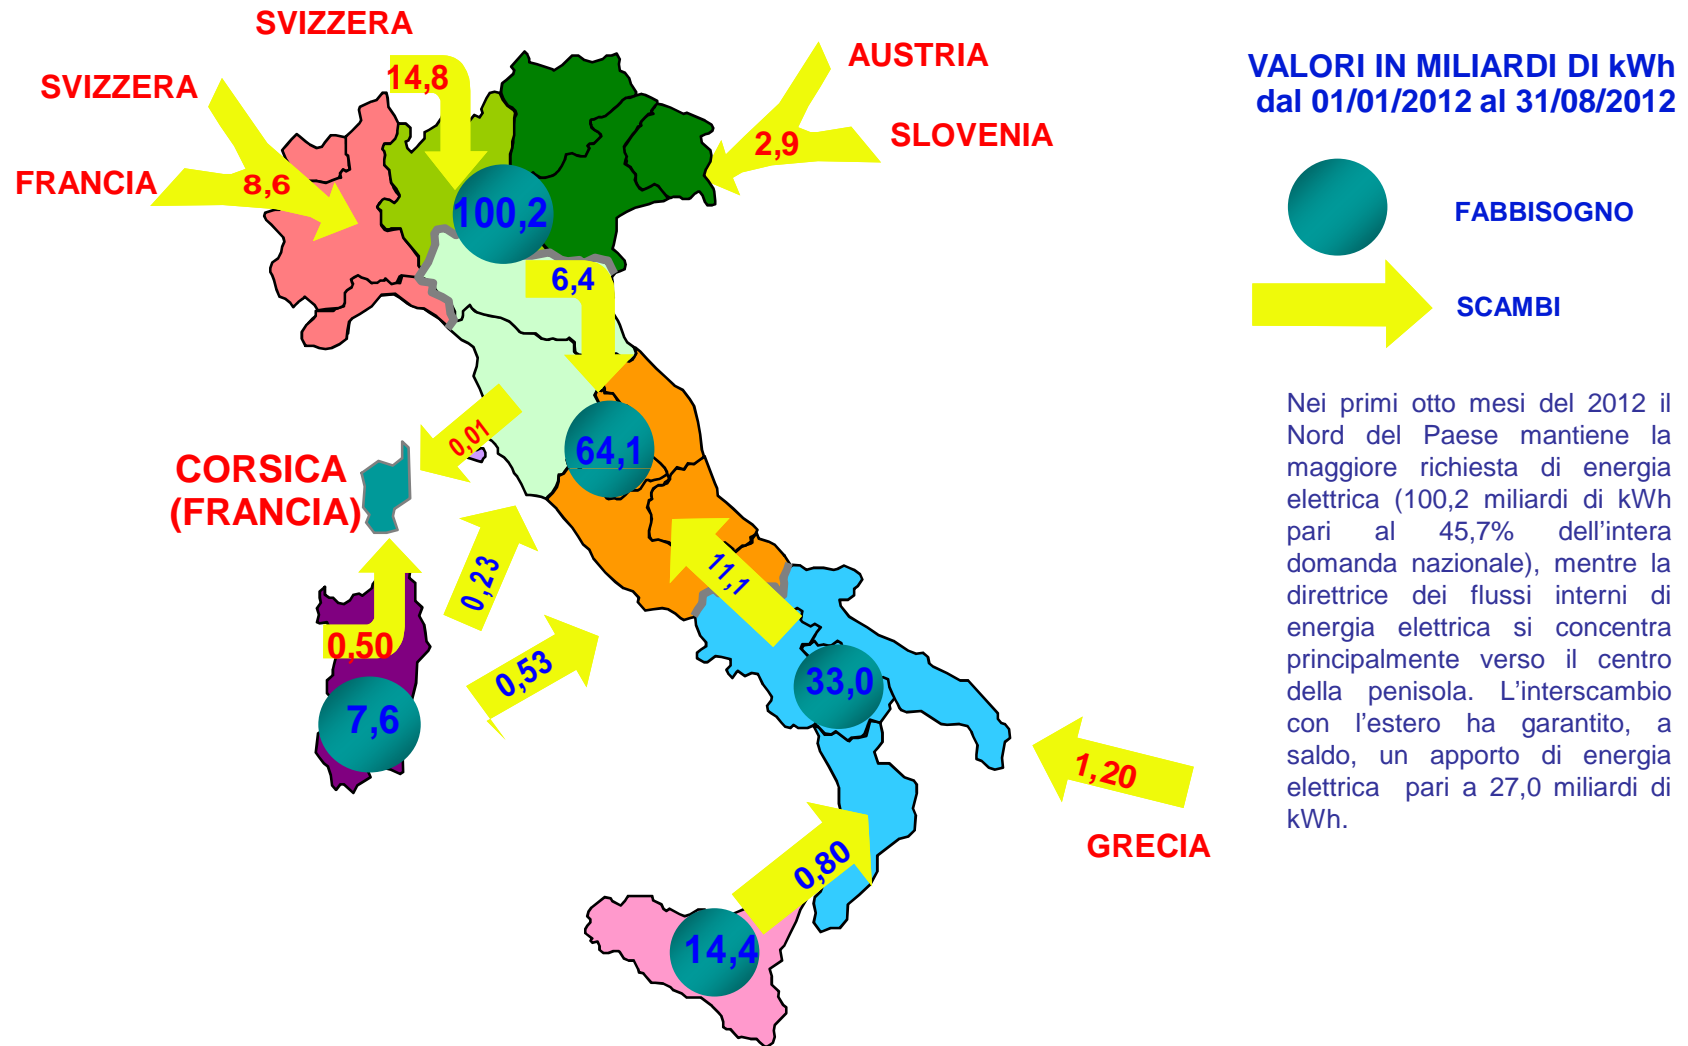 SVIZZERA
SVIZZERA
14,8
AUSTRIA
SLOVENIA
2,9
FRANCIA
8,6
100,2
6,4
0,01
64,1
CORSICA
(FRANCIA)
0,23
11,1
0,50
0,53
7,6
33,0
1,20
GRECIA
0,80
14,4
VALORI IN MILIARDI DI kWh
dal 01/01/2012 al 31/08/2012
FABBISOGNO
SCAMBI
Nei primi otto mesi del 2012 il
Nord del Paese mantiene la
maggiore richiesta di energia
elettrica (100,2 miliardi di kWh
pari al 45,7% dell’intera
domanda nazionale), mentre la
direttrice dei flussi interni di
energia elettrica si concentra
principalmente verso il centro
della penisola. L’interscambio
con l’estero ha garantito, a
saldo, un apporto di energia
elettrica pari a 27,0 miliardi di
kWh.